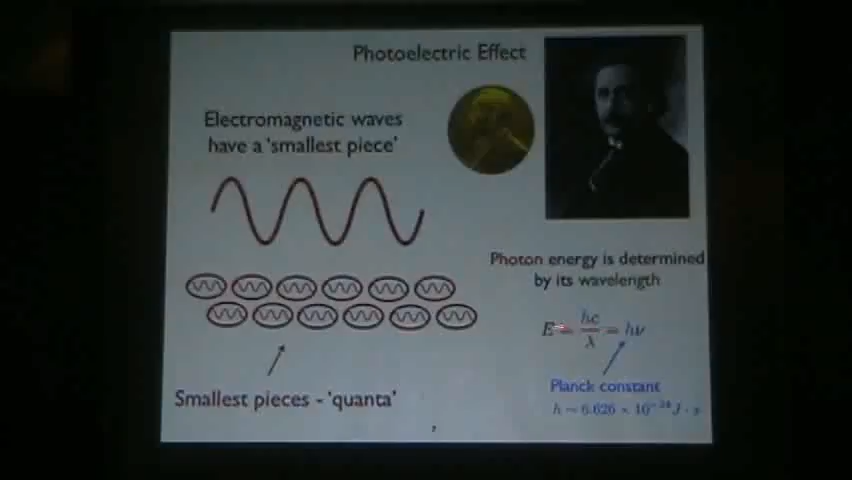 Photoelectric Effect
Electromagnetic waves
have a 'smallest piece'
Photon energy is determined
by its wavelength
E = hc/λ = hν
Planck constant
h = 6.626 × 10⁻³⁴ J · s
Smallest pieces - 'quanta'